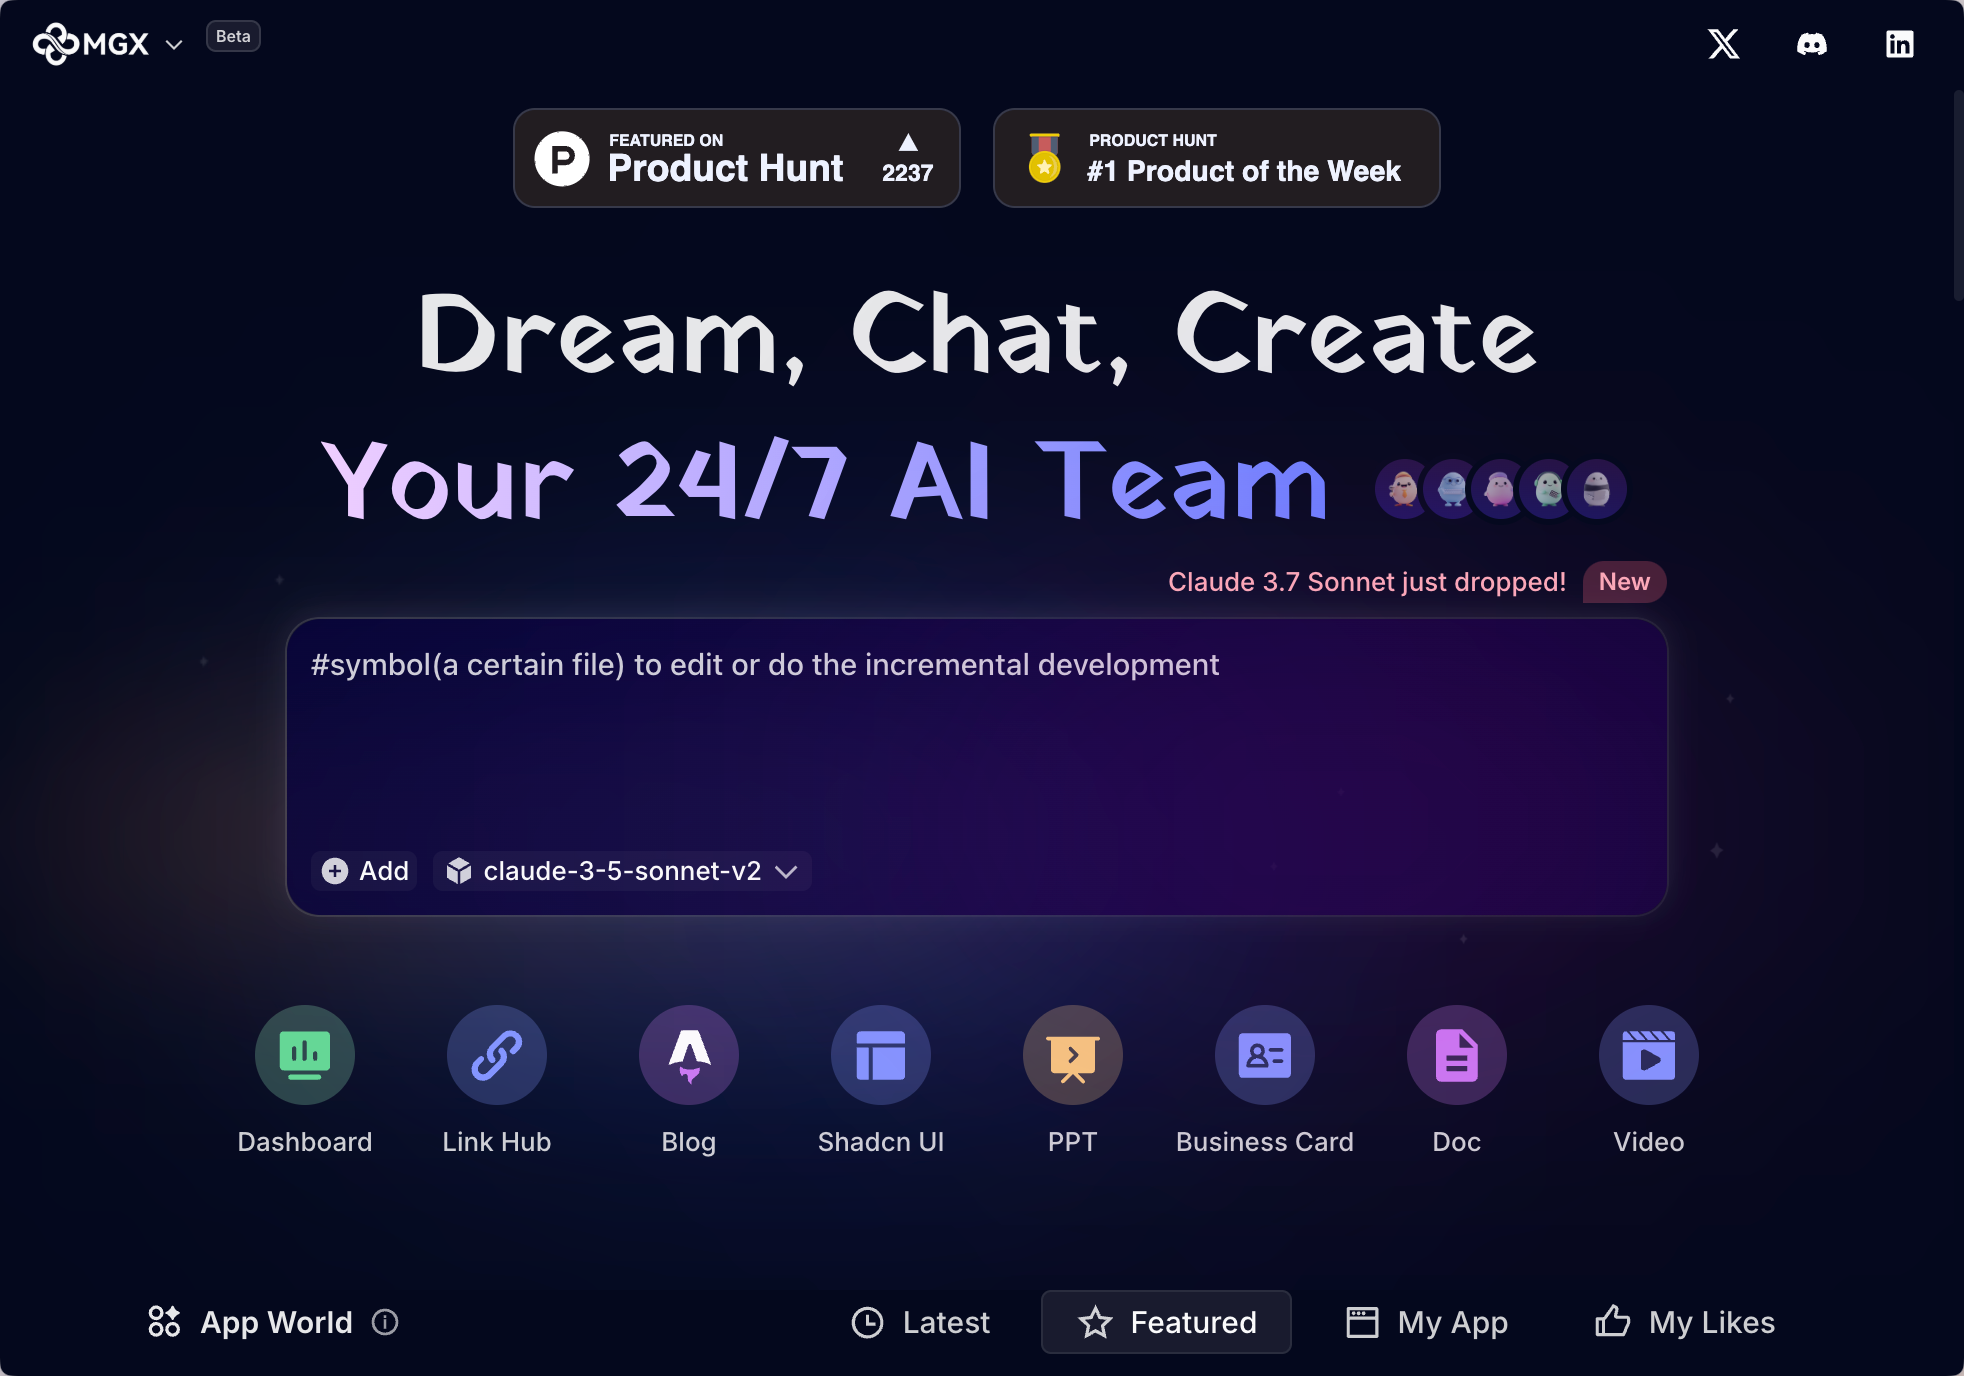 MGX
Beta
FEATURED ON
Product Hunt
2237
PRODUCT HUNT
#1 Product of the Week
Dream, Chat, Create
Your 24/7 AI Team
Claude 3.7 Sonnet just dropped! New
#symbol(a certain file) to edit or do the incremental development
Add claude-3-5-sonnet-v2
Dashboard Link Hub Blog Shadcn UI PPT Business Card Doc Video
App World Latest Featured My App My Likes